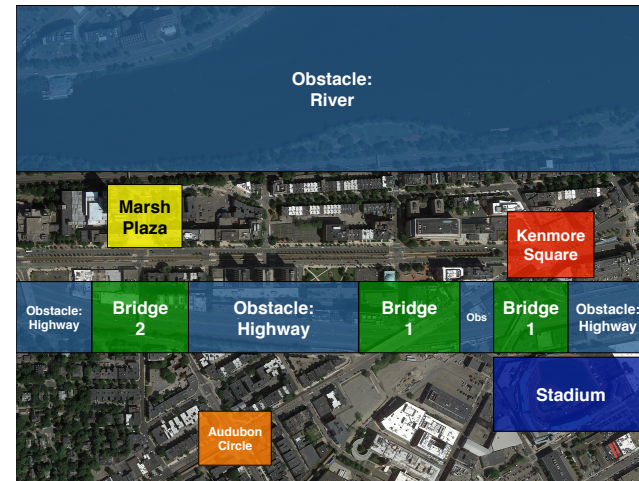 Obstacle:
River
Marsh
Plaza
Kenmore
Square
Obstacle:
Highway
Bridge
2
Obstacle:
Highway
Bridge
1
Obs
Bridge
1
Obstacle:
Highway
Stadium
Audubon
Circle